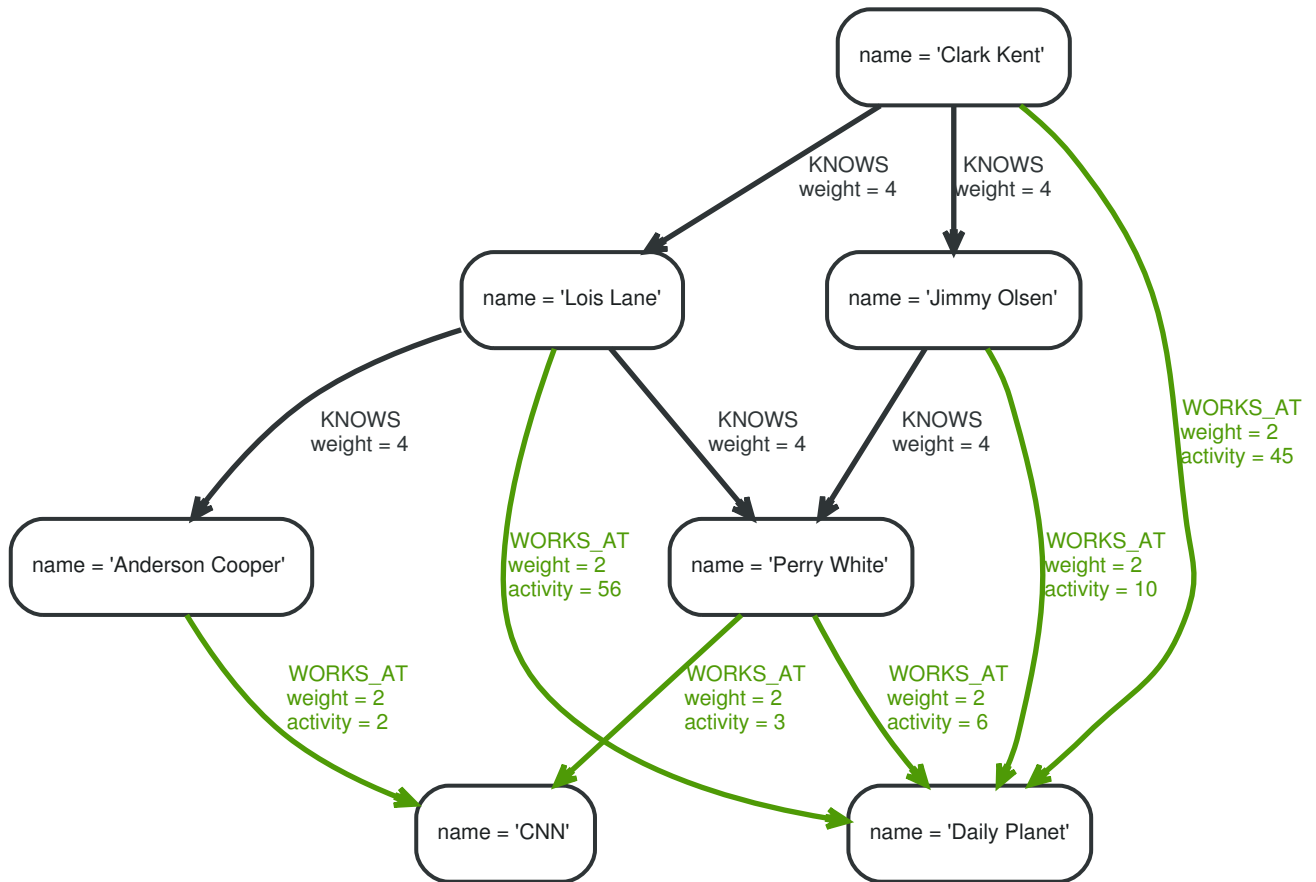 name = 'Clark Kent'
KNOWS
weight = 4
KNOWS
weight = 4
name = 'Lois Lane'
name = 'Jimmy Olsen'
KNOWS
weight = 4
KNOWS
weight = 4
KNOWS
weight = 4
WORKS_AT
weight = 2
activity = 45
name = 'Anderson Cooper'
WORKS_AT
weight = 2
activity = 56
name = 'Perry White'
WORKS_AT
weight = 2
activity = 10
WORKS_AT
weight = 2
activity = 2
WORKS_AT
weight = 2
activity = 3
WORKS_AT
weight = 2
activity = 6
name = 'CNN'
name = 'Daily Planet'